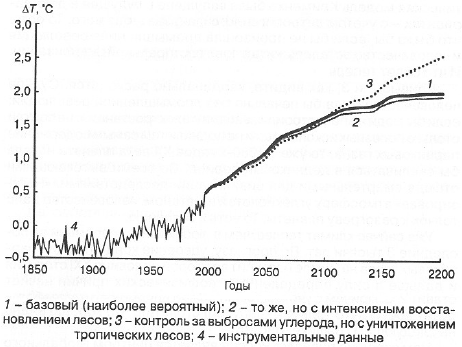 ΔT, °C
3,0
2,5
2,0
1,5
1,0
0,5
0,0
–0,5
3
1
2
4
1850 1900 1950 2000 2050 2100 2150 2200
Годы
1 – базовый (наиболее вероятный); 2 – то же, но с интенсивным восста-
новлением лесов; 3 – контроль за выбросами углерода, но с уничтожением
тропических лесов; 4 – инструментальные данные